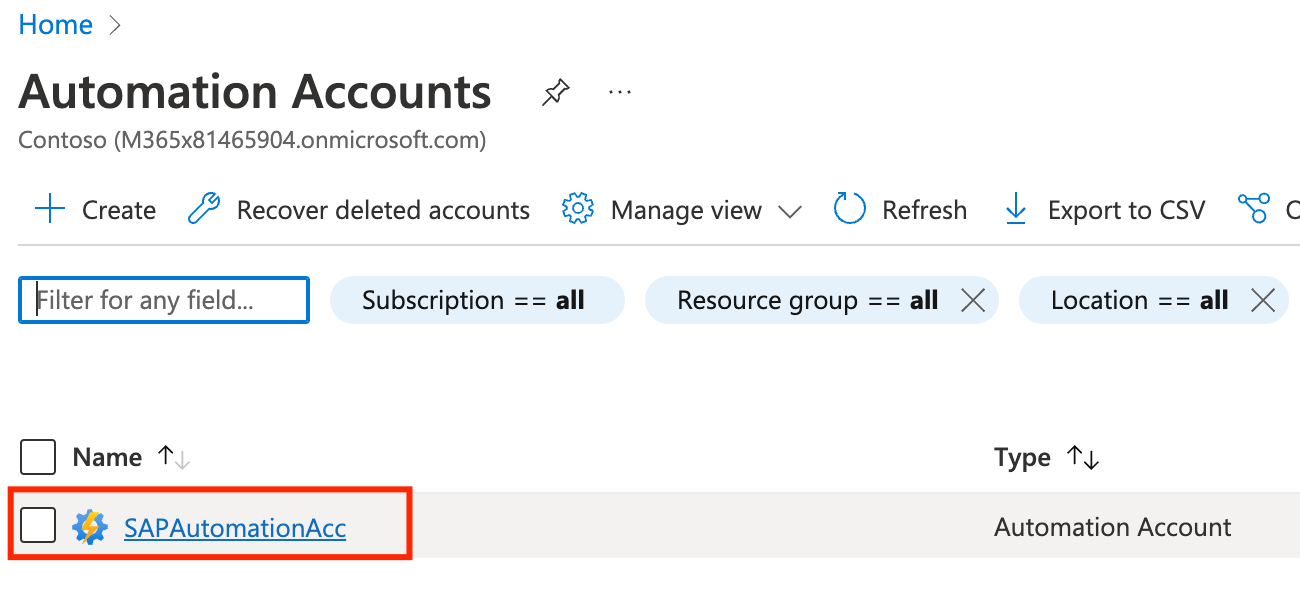 Home
Automation Accounts
Contoso (M365x81465904.onmicrosoft.com)
Create Recover deleted accounts Manage view Refresh Export to CSV
Filter for any field... Subscription == all Resource group == all Location == all
Name Type
SAPAutomationAcc Automation Account